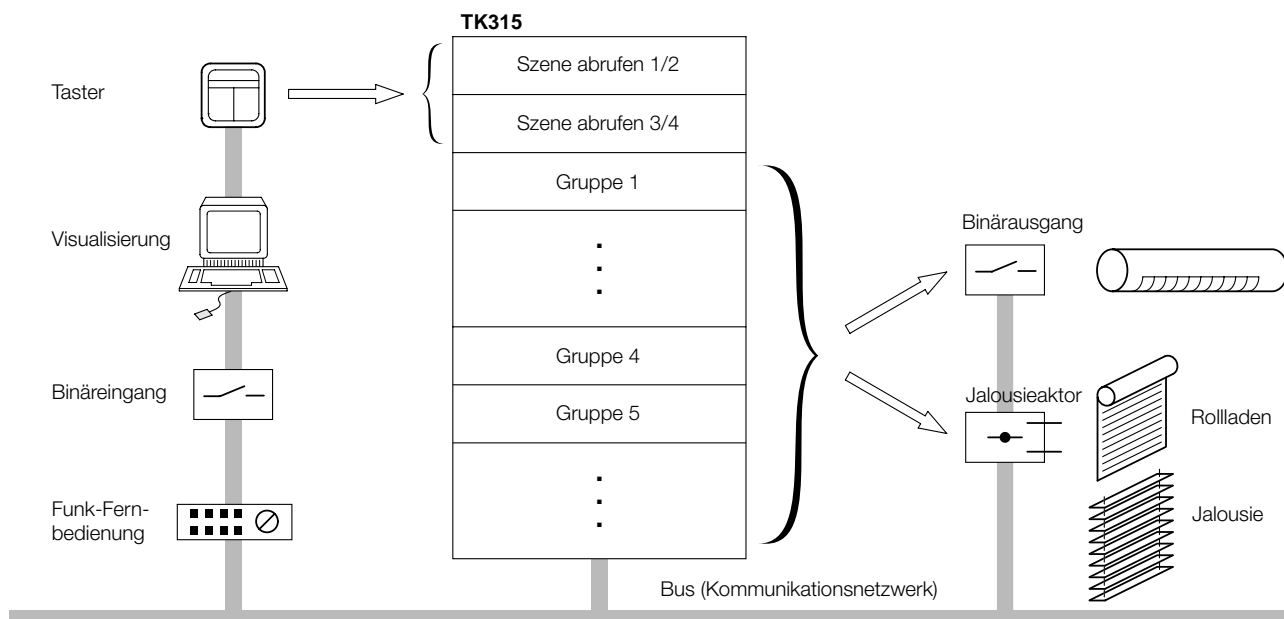 TK315
Szene abrufen 1/2
Taster
Szene abrufen 3/4
Gruppe 1
Binärausgang
Visualisierung
Gruppe 4
Binäreingang
Jalousieaktor
Gruppe 5
Rollladen
Funk-Fern-
bedienung
Jalousie
Bus (Kommunikationsnetzwerk)